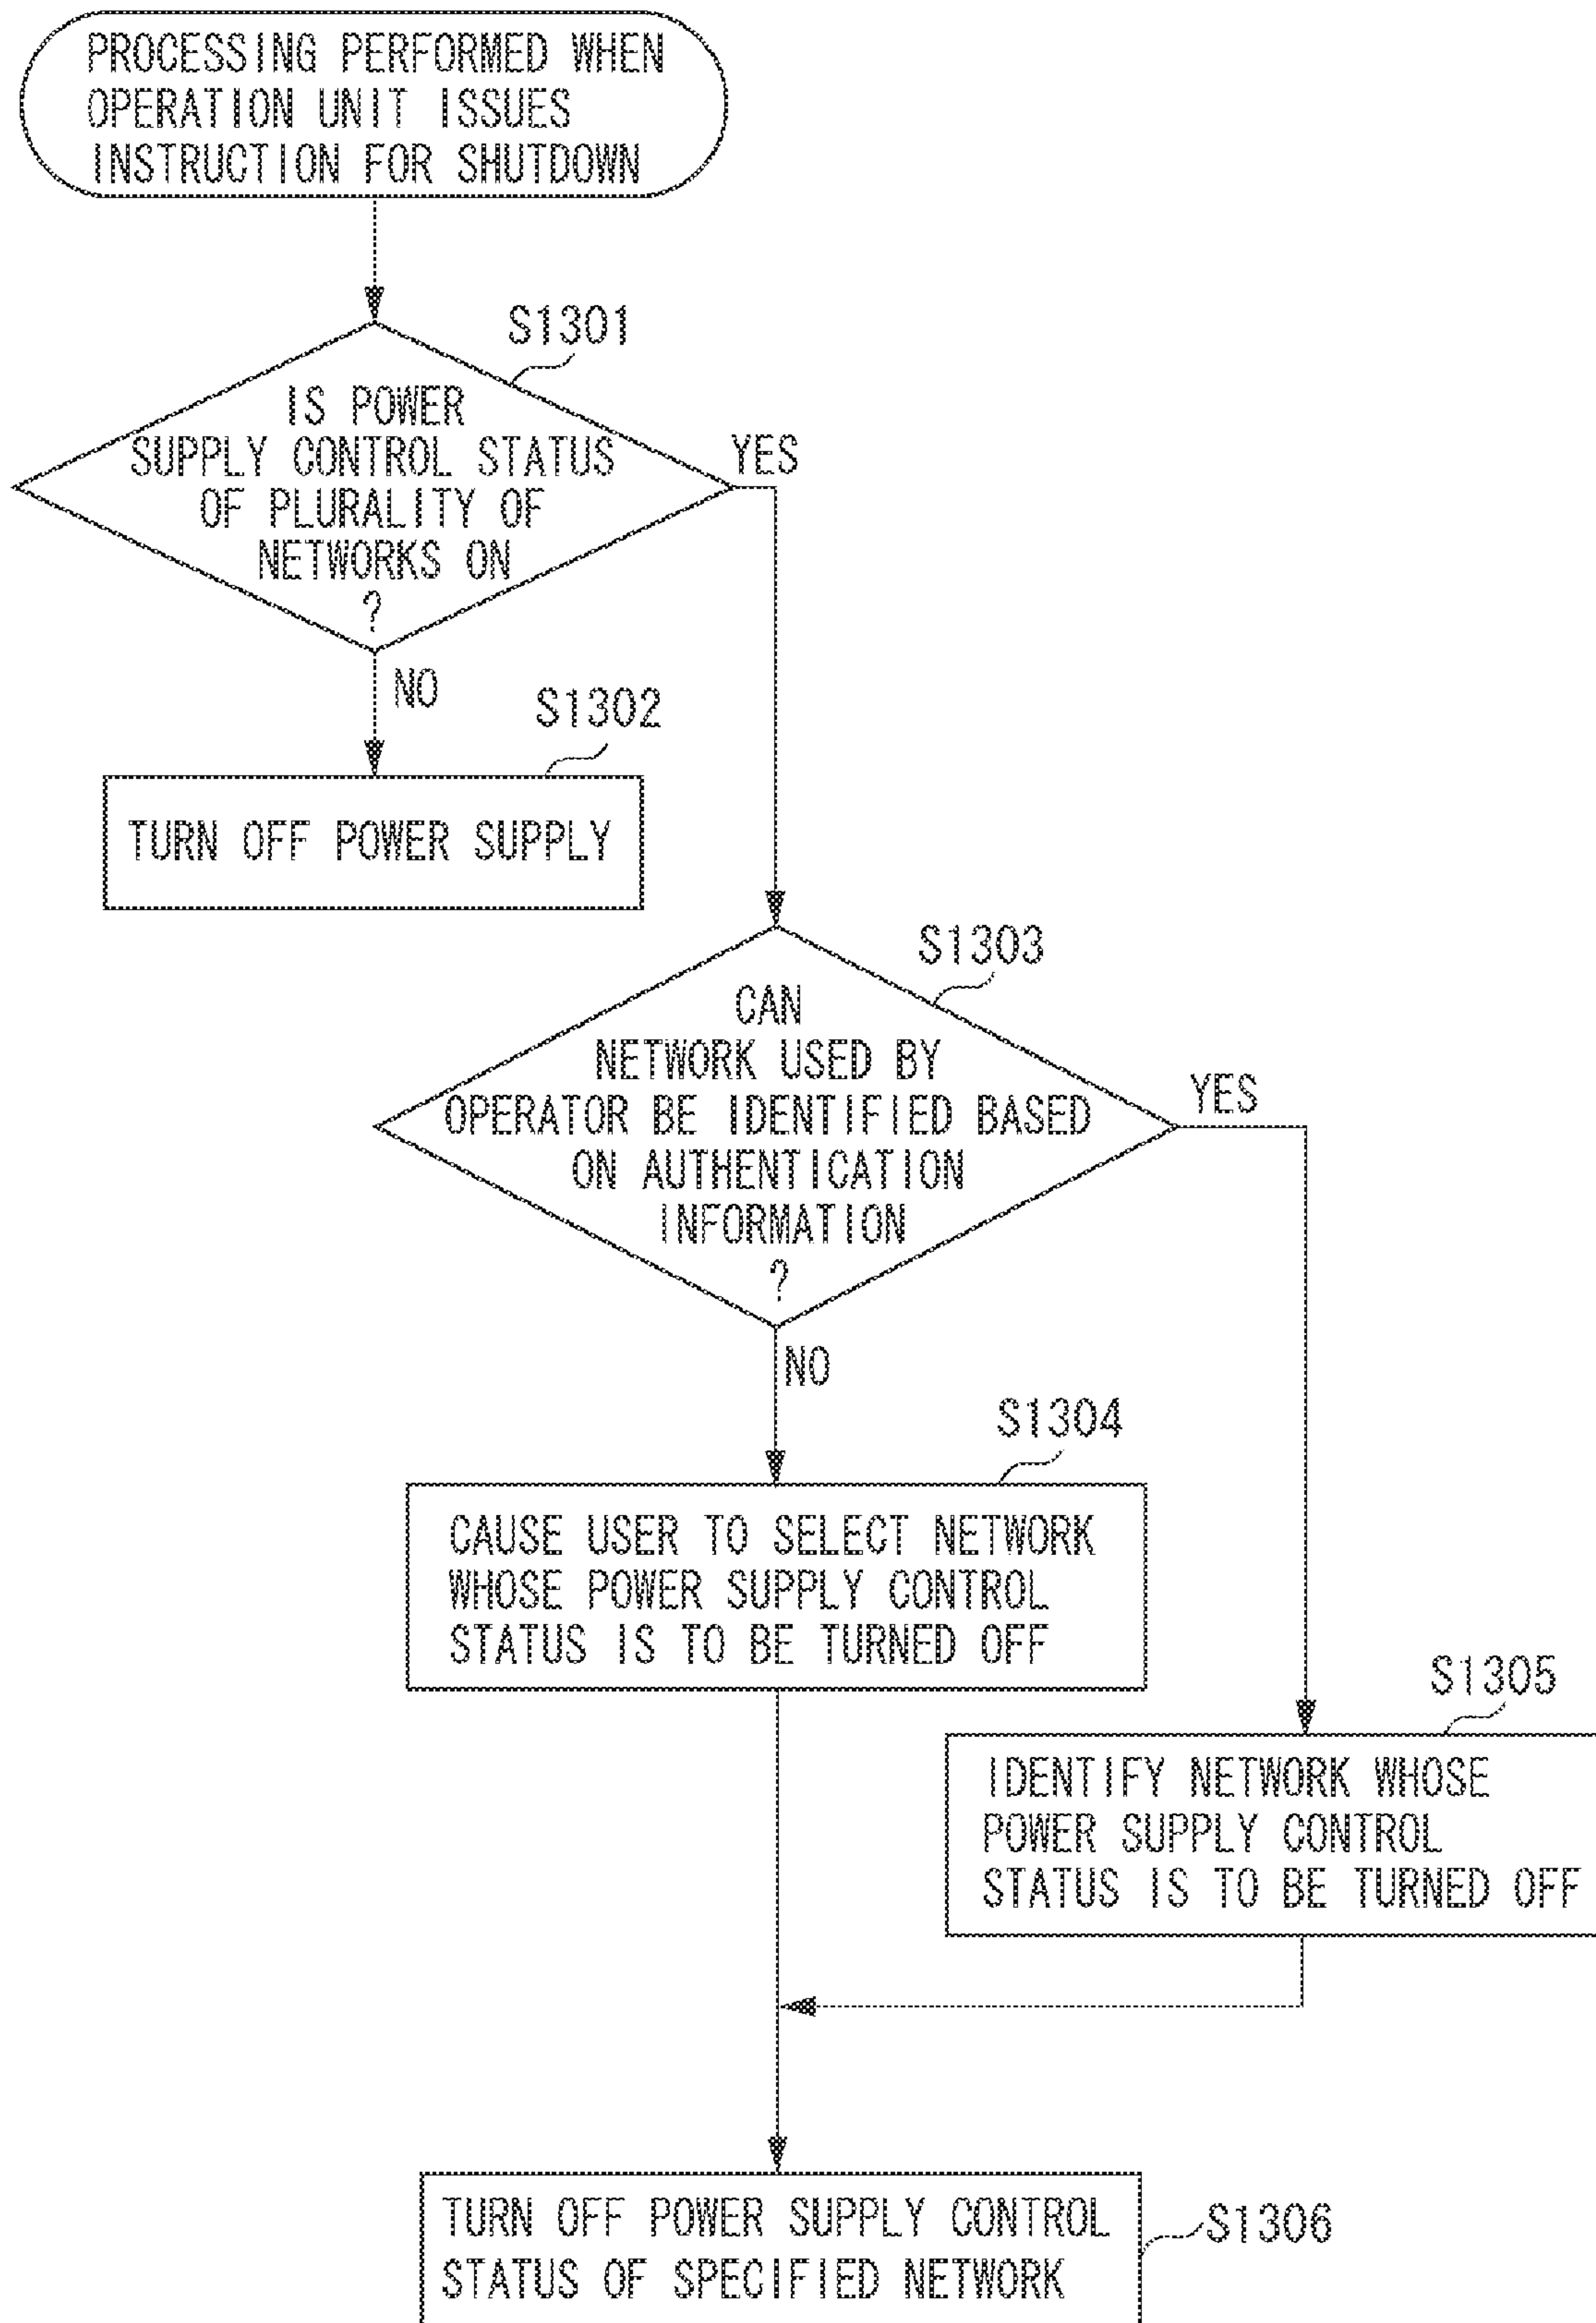 PROCESSING PERFORMED WHEN
OPERATION UNIT ISSUES
INSTRUCTION FOR SHUTDOWN
S1301
IS POWER
SUPPLY CONTROL STATUS
OF PLURALITY OF
NETWORKS ON
?
YES
NO
S1302
TURN OFF POWER SUPPLY
S1303
CAN
NETWORK USED BY
OPERATOR BE IDENTIFIED BASED
ON AUTHENTICATION
INFORMATION
?
YES
NO
S1304
CAUSE USER TO SELECT NETWORK
WHOSE POWER SUPPLY CONTROL
STATUS IS TO BE TURNED OFF
S1305
IDENTIFY NETWORK WHOSE
POWER SUPPLY CONTROL
STATUS IS TO BE TURNED OFF
TURN OFF POWER SUPPLY CONTROL
STATUS OF SPECIFIED NETWORK
S1306